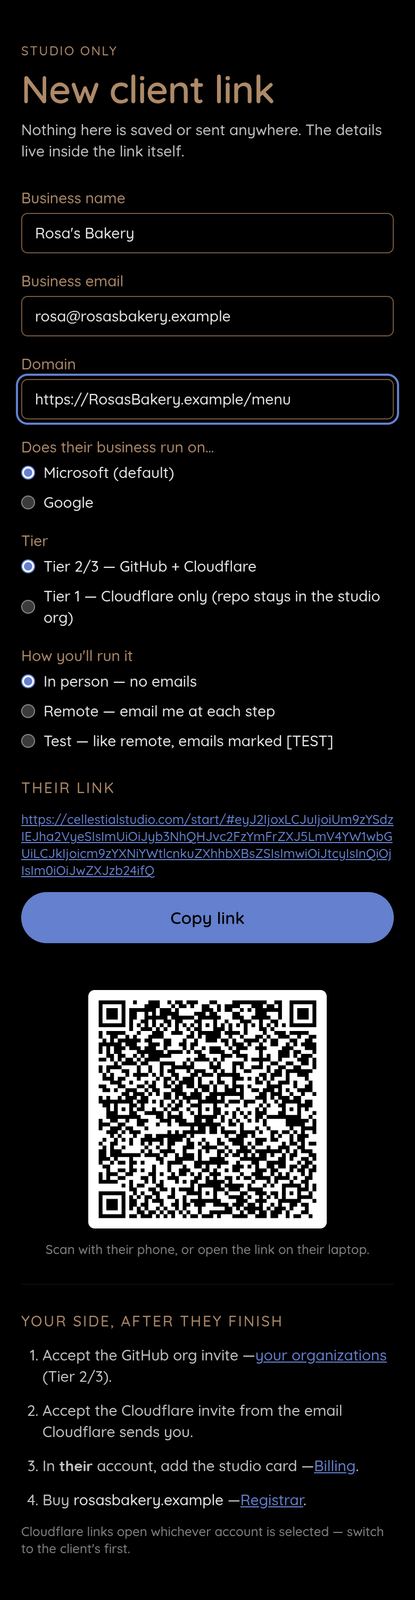 STUDIO ONLY
New client link
Nothing here is saved or sent anywhere. The details
live inside the link itself.
Business name
Rosa's Bakery
Business email
rosa@rosasbakery.example
Domain
https://RosasBakery.example/menu
Does their business run on...
Microsoft (default)
Google
Tier
Tier 2/3 — GitHub + Cloudflare
Tier 1 — Cloudflare only (repo stays in the studio
org)
How you'll run it
In person — no emails
Remote — email me at each step
Test — like remote, emails marked [TEST]
THEIR LINK
https://cellestialstudio.com/start/#eyJ2IjoxLCJuIjoiUm9zYSdz
IEJha2VyeSIsImUiOiJyb3NhQHJvc2FzYmFrZXJ5LmV4YW1wbG
UiLCJkIjoicm9zYXNiYWtlcnkuZXhhbXBsZSIsImwiOiJtcyIsInQiOj
IsIm0iOiJwZXJzb24ifQ
Copy link
Scan with their phone, or open the link on their laptop.
YOUR SIDE, AFTER THEY FINISH
1. Accept the GitHub org invite —your organizations
(Tier 2/3).
2. Accept the Cloudflare invite from the email
Cloudflare sends you.
3. In their account, add the studio card —Billing.
4. Buy rosasbakery.example —Registrar.
Cloudflare links open whichever account is selected — switch
to the client's first.